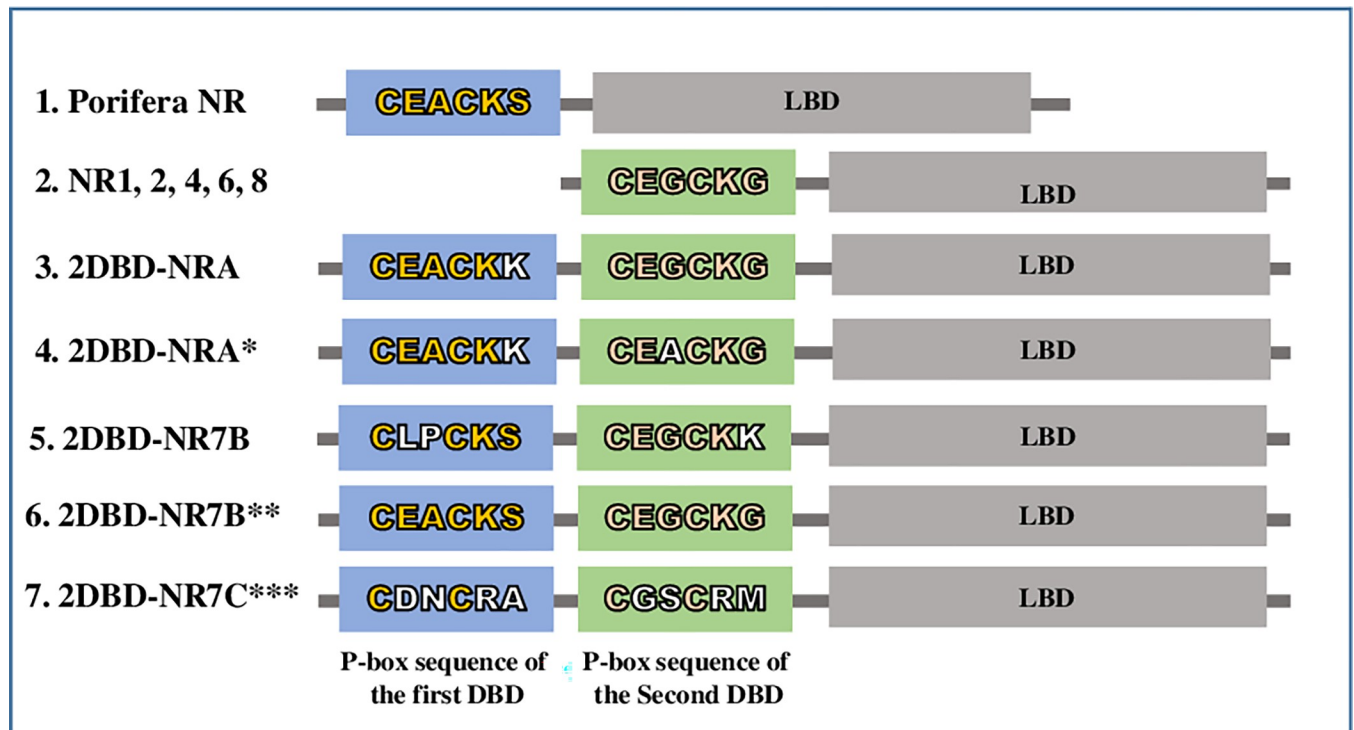 1. Porifera NR CEACKS LBD
2. NR1, 2, 4, 6, 8 CEGCKG LBD
3. 2DBD-NRA CEACKK CEGCKG LBD
4. 2DBD-NRA* CEACKK CEACKG LBD
5. 2DBD-NR7B CLPCKS CEGCKK LBD
6. 2DBD-NR7B** CEACKS CEGCKG LBD
7. 2DBD-NR7C*** CDNCRA CGSCRM LBD
P-box sequence of P-box sequence of
the first DBD the Second DBD